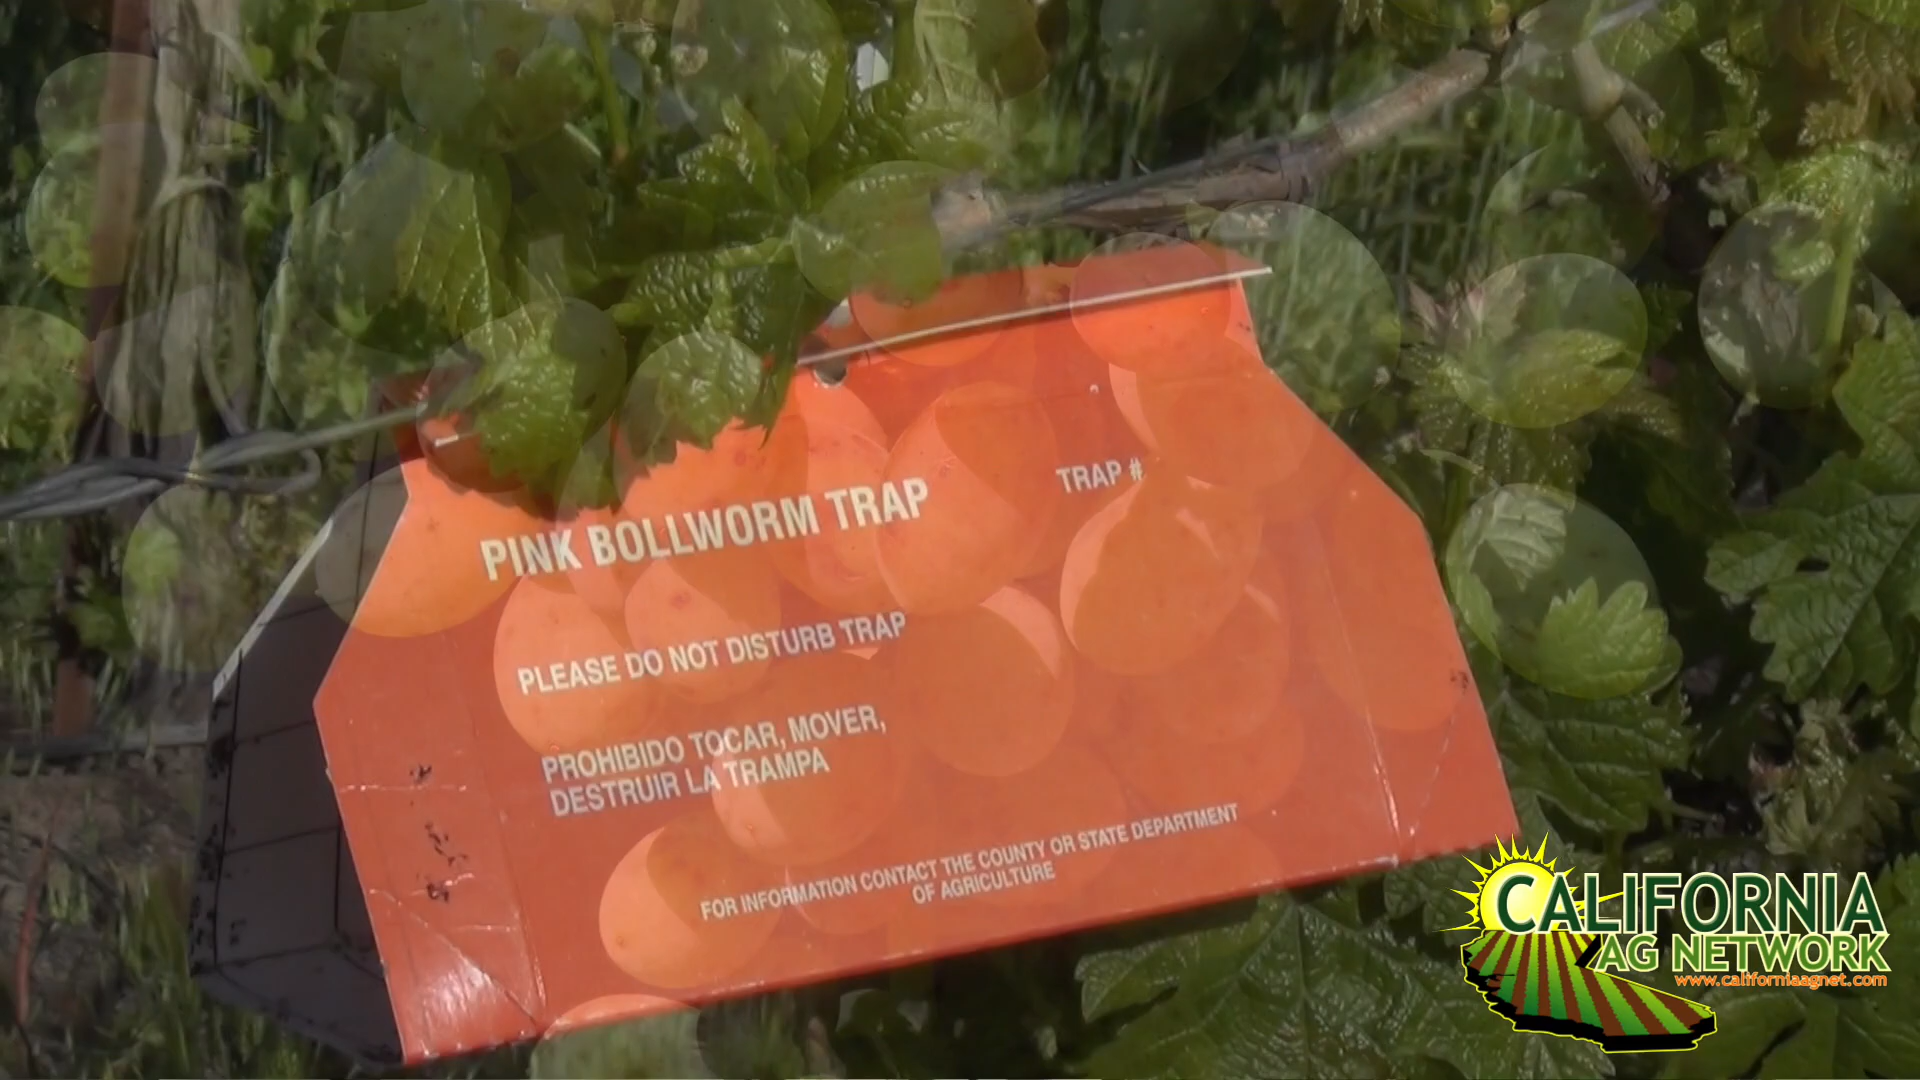 PINK BOLLWORM TRAP
TRAP #
PLEASE DO NOT DISTURB TRAP
PROHIBIDO TOCAR, MOVER,
DESTRUIR LA TRAMPA
FOR INFORMATION CONTACT THE COUNTY OR STATE DEPARTMENT
OF AGRICULTURE
CALIFORNIA
AG NETWORK
www.californiaagnet.com